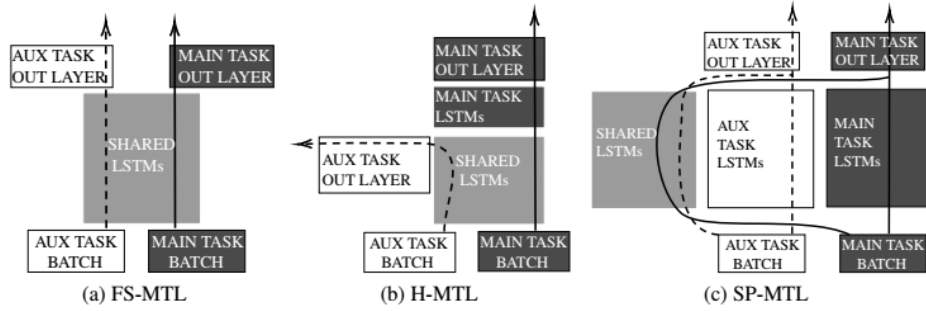 AUX TASK
OUT LAYER
MAIN TASK
OUT LAYER
SHARED
LSTMs
AUX TASK
BATCH
MAIN TASK
BATCH
(a) FS-MTL
MAIN TASK
OUT LAYER
MAIN TASK
LSTMs
AUX TASK
OUT LAYER
SHARED
LSTMs
AUX TASK
BATCH
MAIN TASK
BATCH
(b) H-MTL
AUX TASK
OUT LAYER
MAIN TASK
OUT LAYER
SHARED
LSTMs
AUX
TASK
LSTMs
MAIN
TASK
LSTMs
AUX TASK
BATCH
MAIN TASK
BATCH
(c) SP-MTL